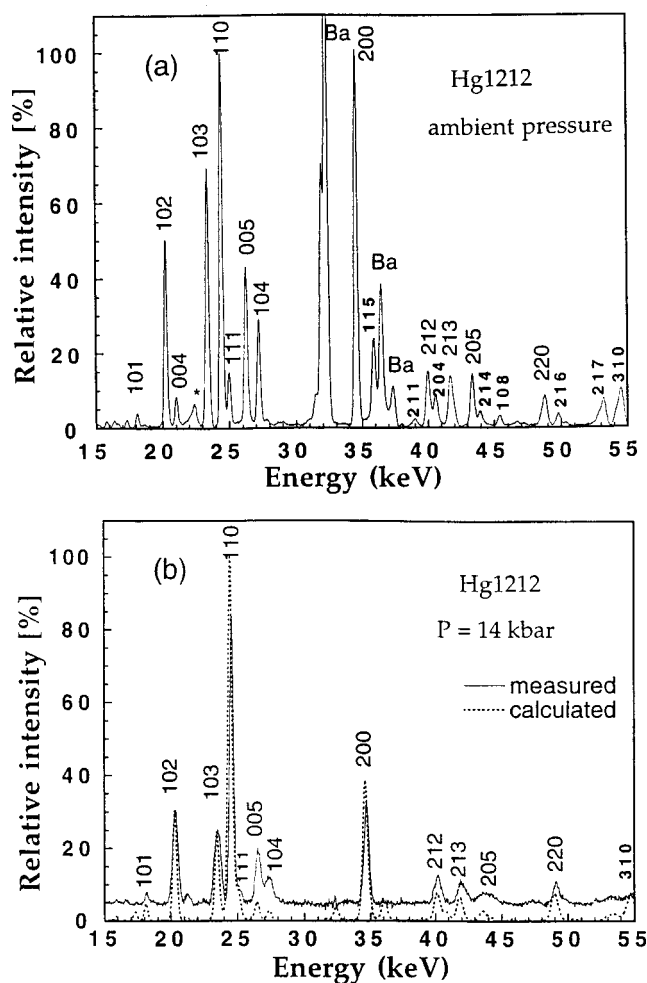 (a)
Hg1212
ambient pressure
Relative intensity [%]
100
80
60
40
20
0
101
102
004
*
103
110
111
005
104
Ba
200
115
Ba
Ba
211
212
204
213
205
214
108
220
216
217
310
15 20 25 30 35 40 45 50 55
Energy (keV)
(b)
Hg1212
P = 14 kbar
measured
calculated
Relative intensity [%]
100
80
60
40
20
0
101
102
103
110
111
005
104
200
212
213
205
220
310
15 20 25 30 35 40 45 50 55
Energy (keV)